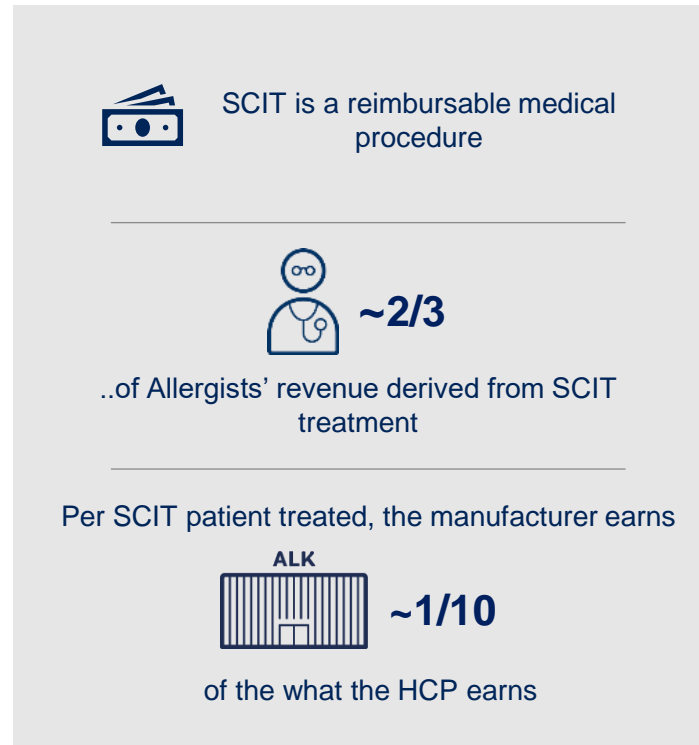 SCIT is a reimbursable medical
procedure
~2/3
..of Allergists’ revenue derived from SCIT
treatment
Per SCIT patient treated, the manufacturer earns
ALK
~1/10
of the what the HCP earns